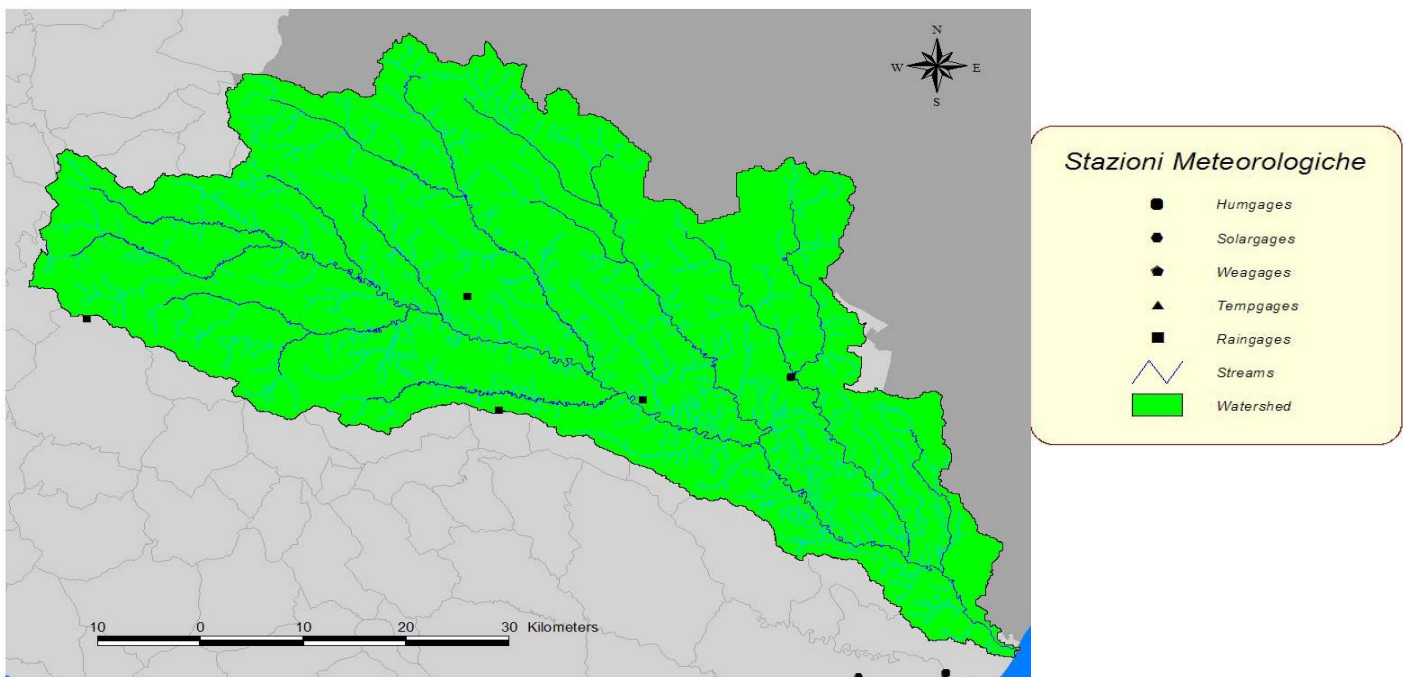 N
W E
S
10 0 10 20 30 Kilometers
Stazioni Meteorologiche
Humgages
Solargages
Weagages
Tempgages
Raingages
Streams
Watershed